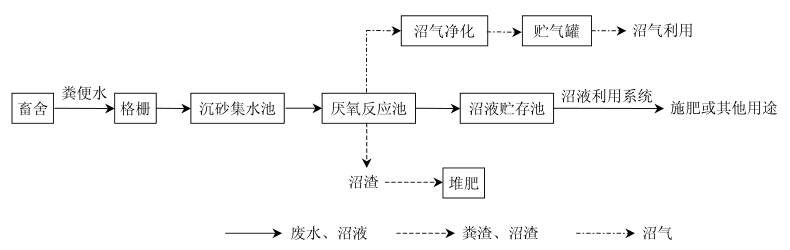 沼气净化 贮气罐 沼气利用
粪便水 沼液利用系统
畜舍 格栅 沉砂集水池 厌氧反应池 沼液贮存池 施肥或其他用途
沼渣 堆肥
废水、沼液 粪渣、沼渣 沼气